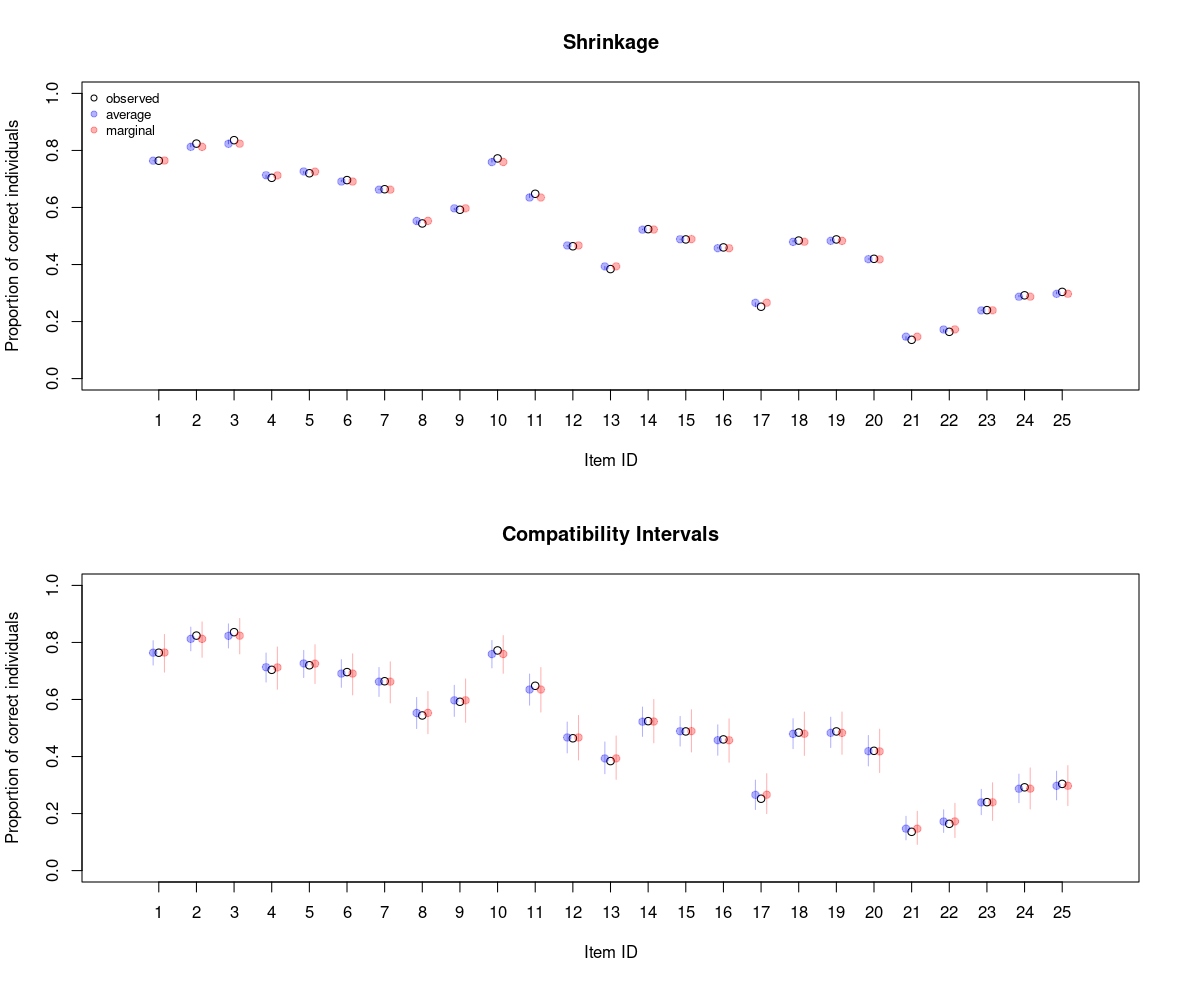 Shrinkage
Proportion of correct individuals
1.0
0.8
0.6
0.4
0.2
0.0
observed
average
marginal
1 2 3 4 5 6 7 8 9 10 11 12 13 14 15 16 17 18 19 20 21 22 23 24 25
Item ID
Compatibility Intervals
Proportion of correct individuals
1.0
0.8
0.6
0.4
0.2
0.0
1 2 3 4 5 6 7 8 9 10 11 12 13 14 15 16 17 18 19 20 21 22 23 24 25
Item ID